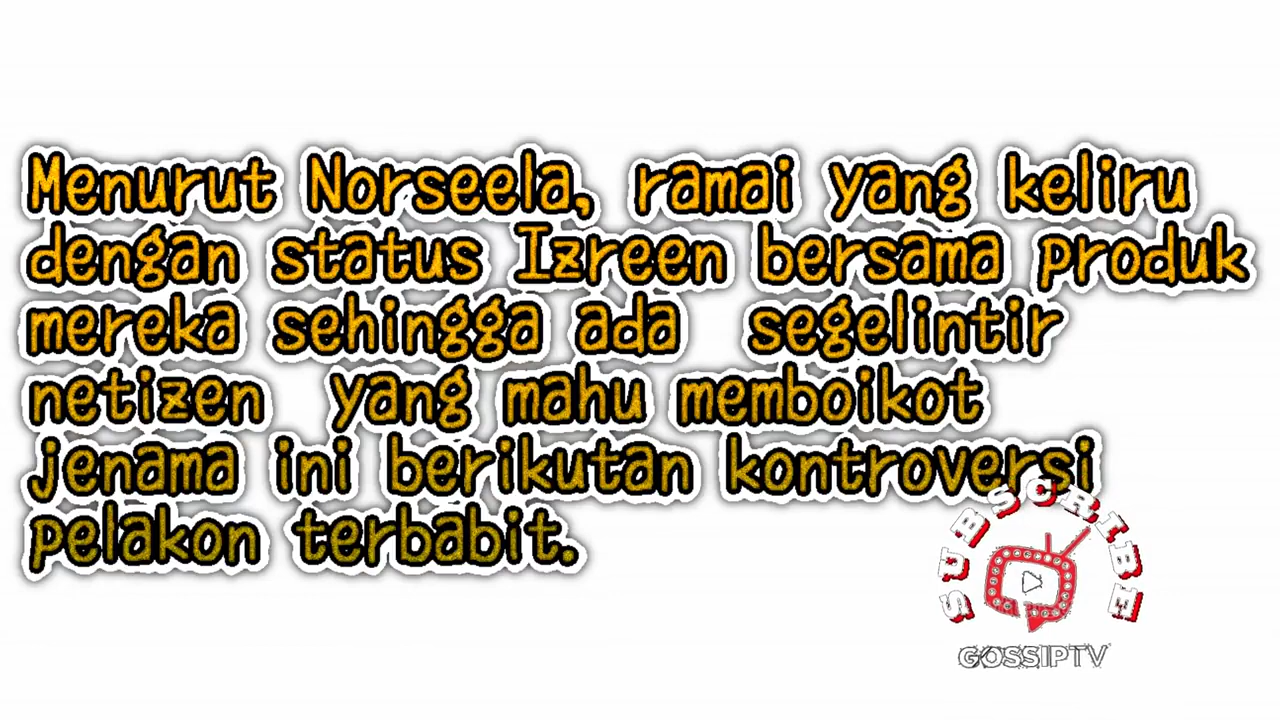 Menurut Norseela, ramai yang keliru
dengan status Izreen bersama produk
mereka sehingga ada segelintir
netizen yang mahu memboikot
jenama ini berikutan kontroversi
pelakon terbabit.
SUBSCRIBE
GOSSIPTV